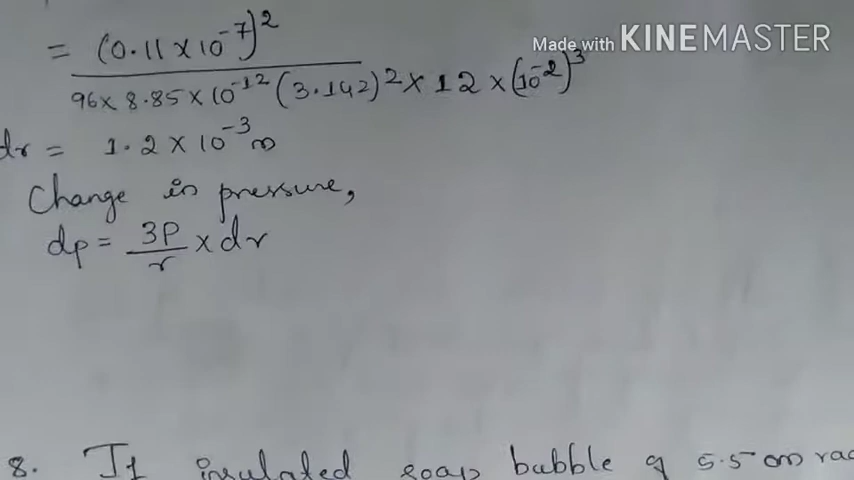 Made with KINEMASTER
= (0.11 × 10⁻⁷)²
96 × 8.85 × 10⁻¹² (3.142)² × 12 × (10⁻²)³
dr = 1.2 × 10⁻³ m
Change in pressure,
dp = 3P/r × dr
8. If insulated soap bubble of 5.5 cm rad